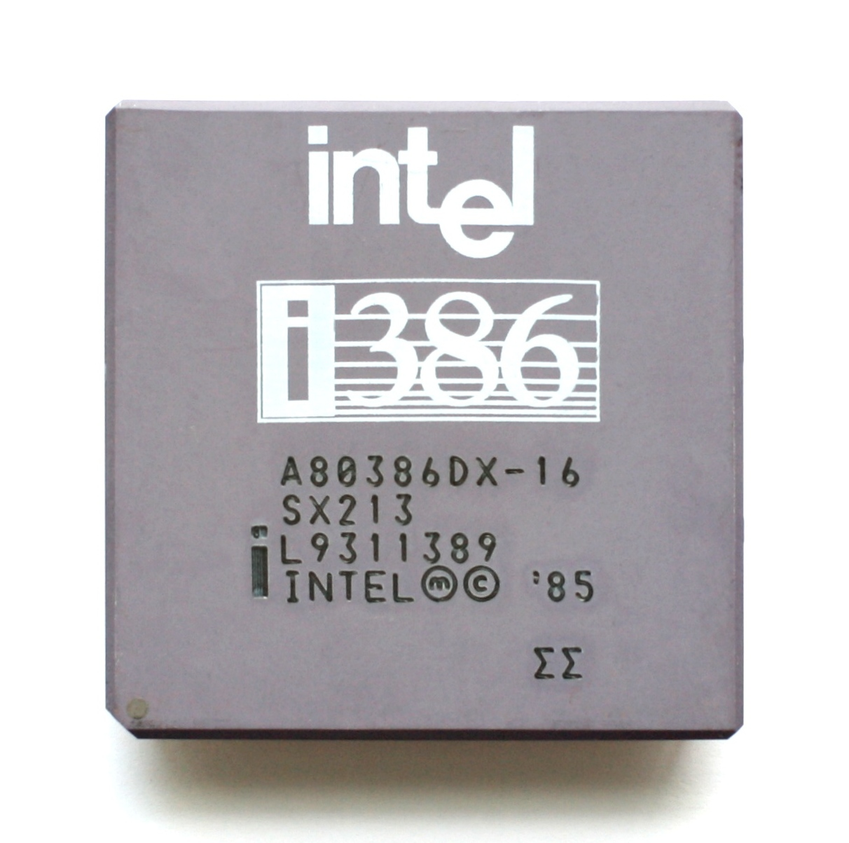 intel
i386
A80386DX-16
SX213
i L9311389
INTEL Ⓜ © '85
ΣΣ